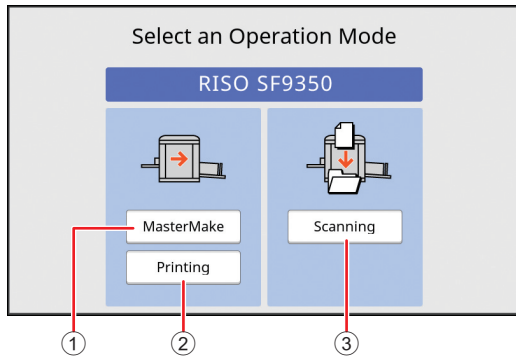 Select an Operation Mode
RISO SF9350
MasterMake
Scanning
Printing
① ② ③